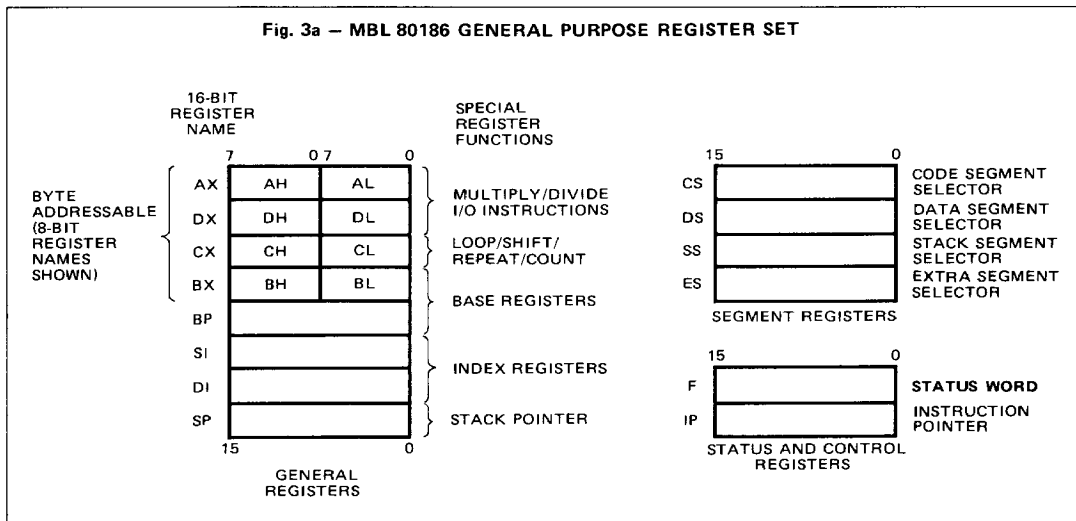 Fig. 3a – MBL 80186 GENERAL PURPOSE REGISTER SET
16-BIT
REGISTER
NAME
SPECIAL
REGISTER
FUNCTIONS
BYTE
ADDRESSABLE
(8-BIT
REGISTER
NAMES
SHOWN)
7 0 7 0
AX AH AL
DX DH DL
CX CH CL
BX BH BL
BP
SI
DI
SP
15 0
GENERAL
REGISTERS
MULTIPLY/DIVIDE
I/O INSTRUCTIONS
LOOP/SHIFT/
REPEAT/COUNT
BASE REGISTERS
INDEX REGISTERS
STACK POINTER
15 0
CS CODE SEGMENT
SELECTOR
DS DATA SEGMENT
SELECTOR
SS STACK SEGMENT
SELECTOR
ES EXTRA SEGMENT
SELECTOR
SEGMENT REGISTERS
15 0
F STATUS WORD
IP INSTRUCTION
POINTER
STATUS AND CONTROL
REGISTERS